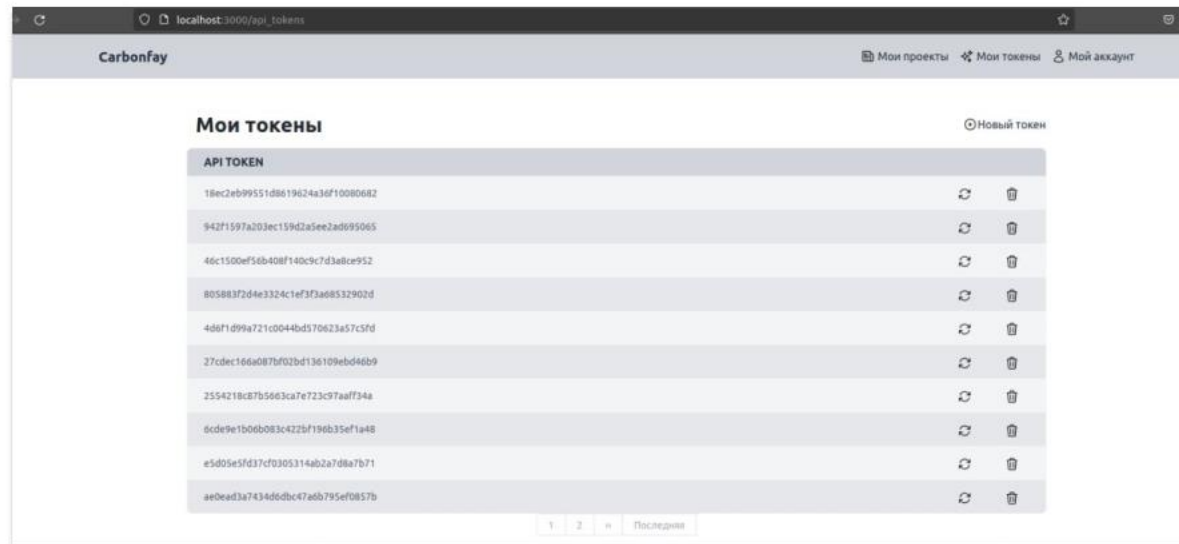 localhost:3000/api_tokens
Carbonfay
Мои проекты Мои токены Мой аккаунт
Мои токены
Новый токен
API TOKEN
18ec2eb99551d8619624a36f10080682
942f1597a203ec159d2a5ee2ad695065
46c1500ef56b408f140c9c7d3a8ce952
805883f2d4e3324c1ef3f3a68532902d
4d6f1d99a721c0044bd570623a57c5fd
27cdec166a087bf02bd136109ebd46b9
2554218c87b5663ca7e723c97aaff34a
6cde9e1b06b083c422bf196b35ef1a48
e5d05e5fd37cf0305314ab2a7d8a7b71
ae0ead3a7434d6dbc47a6b795ef0857b
1 2 » Последняя